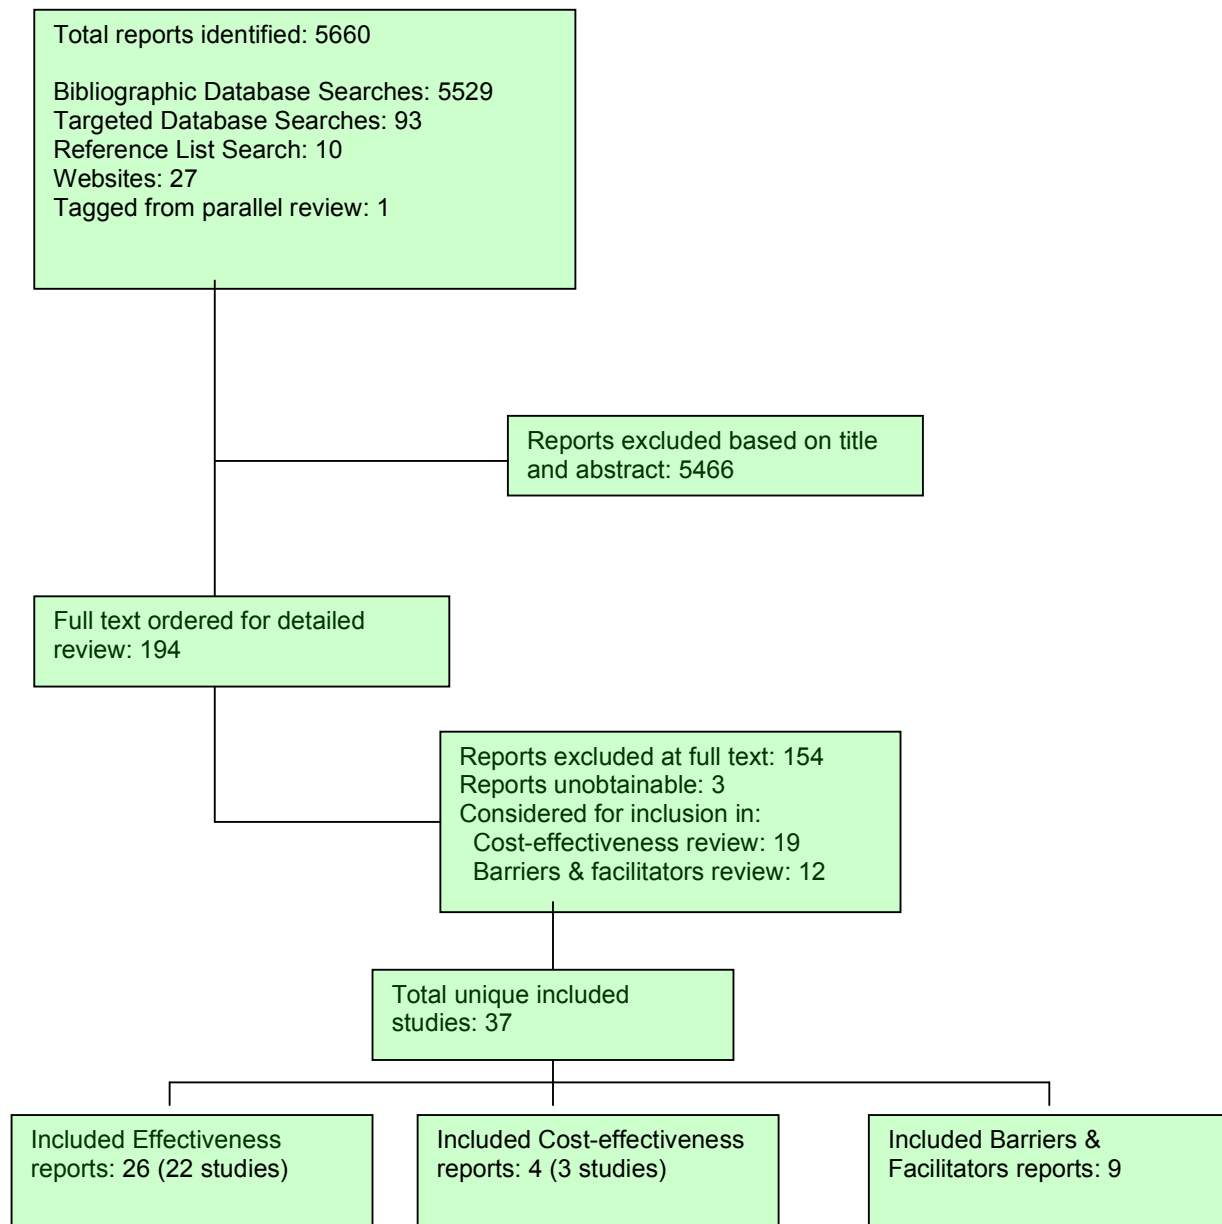 Total reports identified: 5660
Bibliographic Database Searches: 5529
Targeted Database Searches: 93
Reference List Search: 10
Websites: 27
Tagged from parallel review: 1
Reports excluded based on title
and abstract: 5466
Full text ordered for detailed
review: 194
Reports excluded at full text: 154
Reports unobtainable: 3
Considered for inclusion in:
Cost-effectiveness review: 19
Barriers & facilitators review: 12
Total unique included
studies: 37
Included Effectiveness
reports: 26 (22 studies)
Included Cost-effectiveness
reports: 4 (3 studies)
Included Barriers &
Facilitators reports: 9